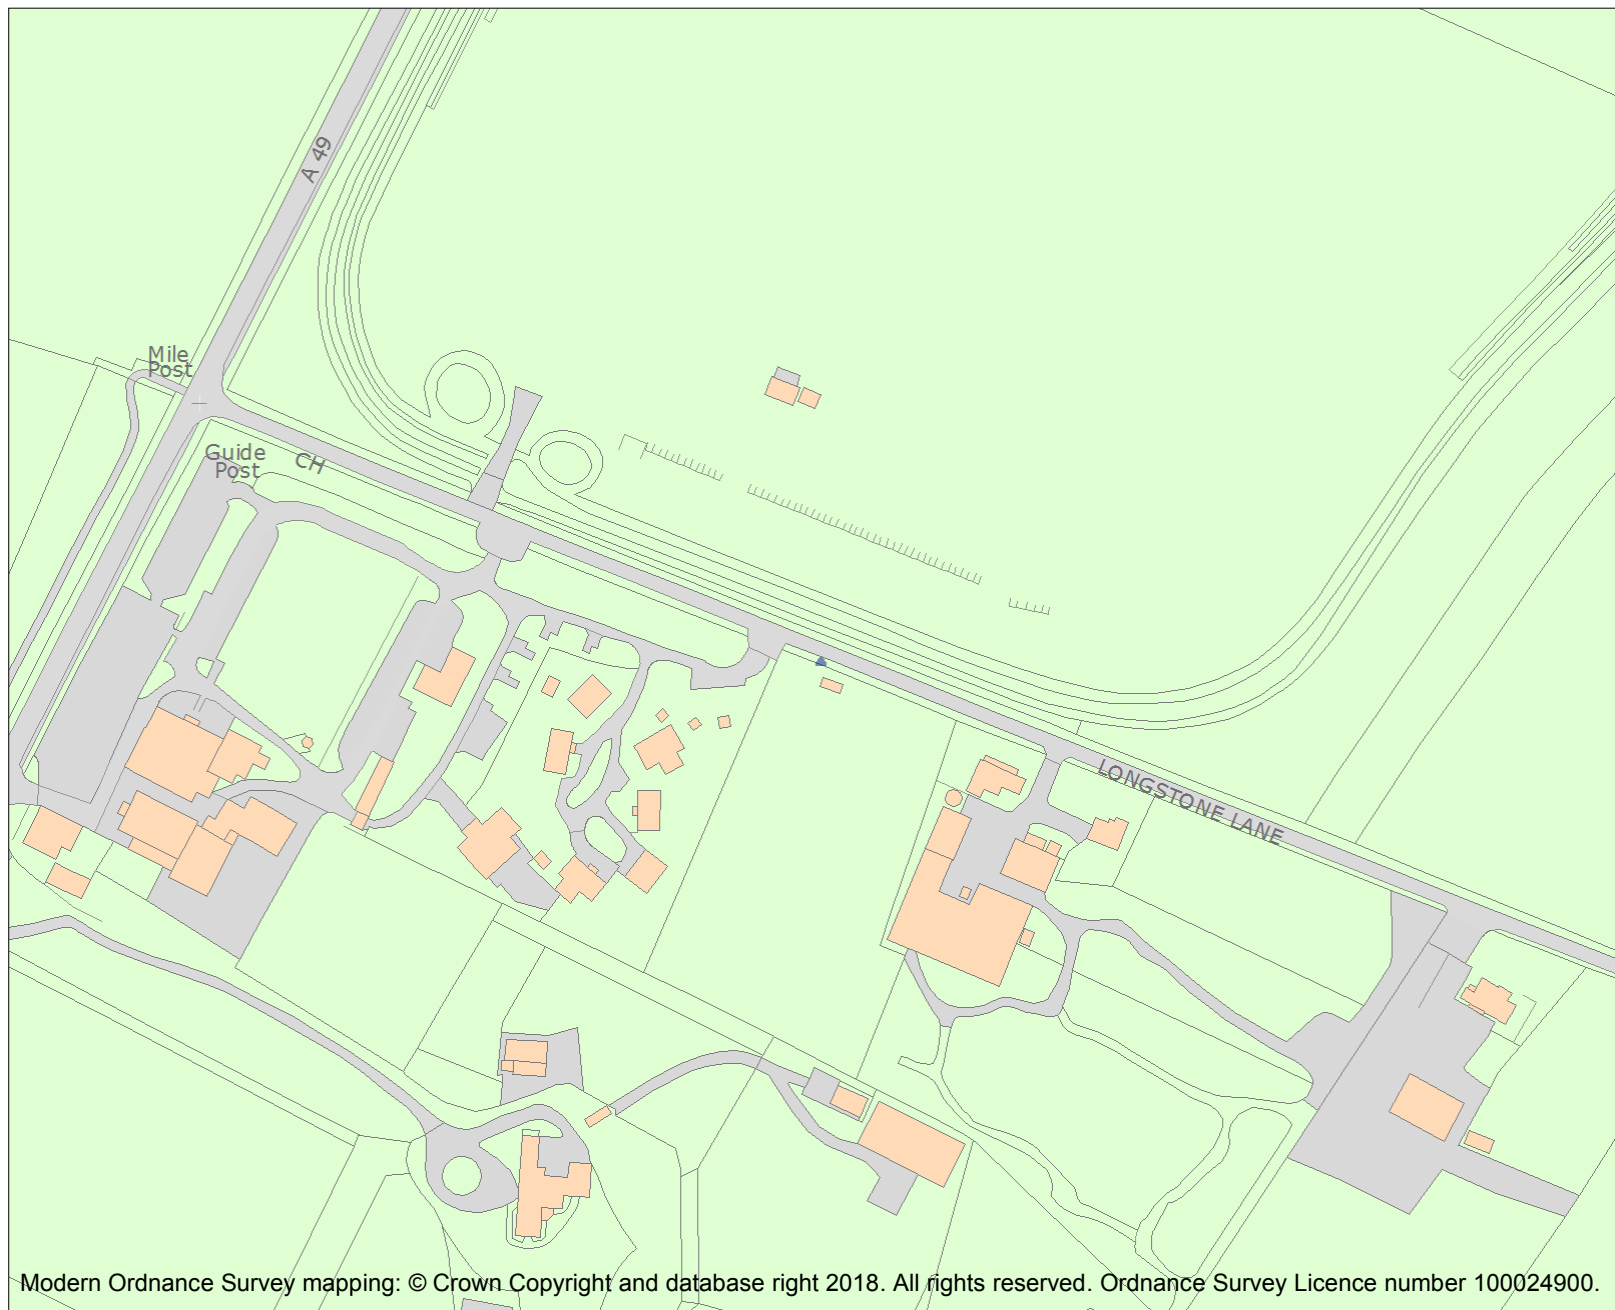 A 49
Mile
Post
Guide
Post
CH
LONGSTONE LANE
Modern Ordnance Survey mapping: © Crown Copyright and database right 2018. All rights reserved. Ordnance Survey Licence number 100024900.